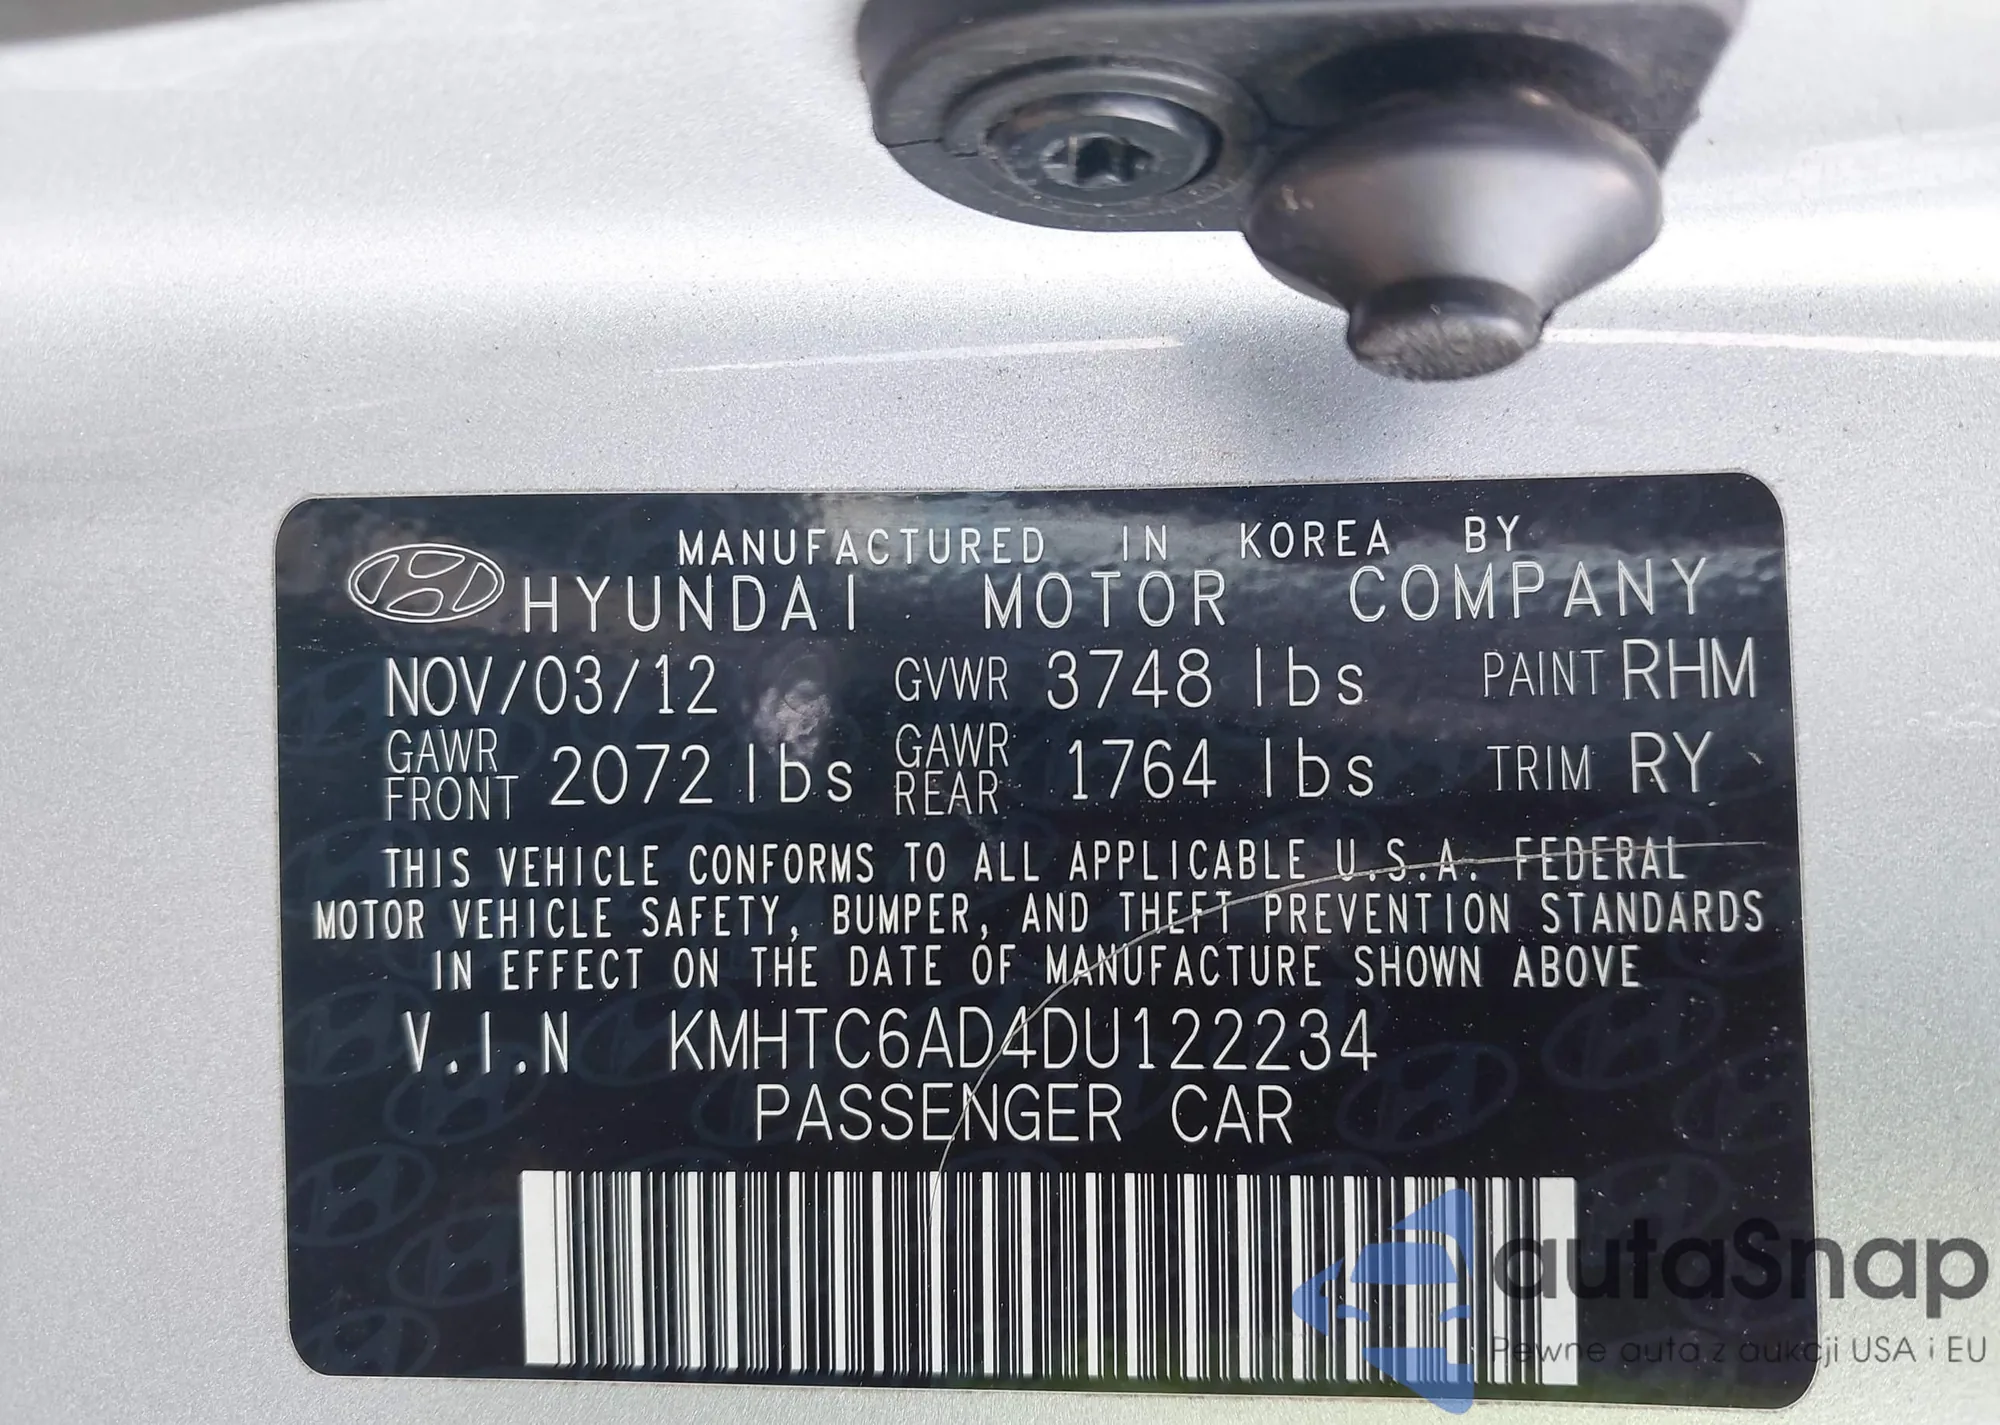 MANUFACTURED IN KOREA BY
HYUNDAI MOTOR COMPANY
NOV/03/12 GVWR 3748 lbs PAINT RHM
GAWR FRONT 2072 lbs GAWR REAR 1764 lbs TRIM RY
THIS VEHICLE CONFORMS TO ALL APPLICABLE U.S.A. FEDERAL
MOTOR VEHICLE SAFETY, BUMPER, AND THEFT PREVENTION STANDARDS
IN EFFECT ON THE DATE OF MANUFACTURE SHOWN ABOVE
V.I.N KMHTC6AD4DU122234
PASSENGER CAR
autaSnap
Pewne auta z aukcji USA i EU